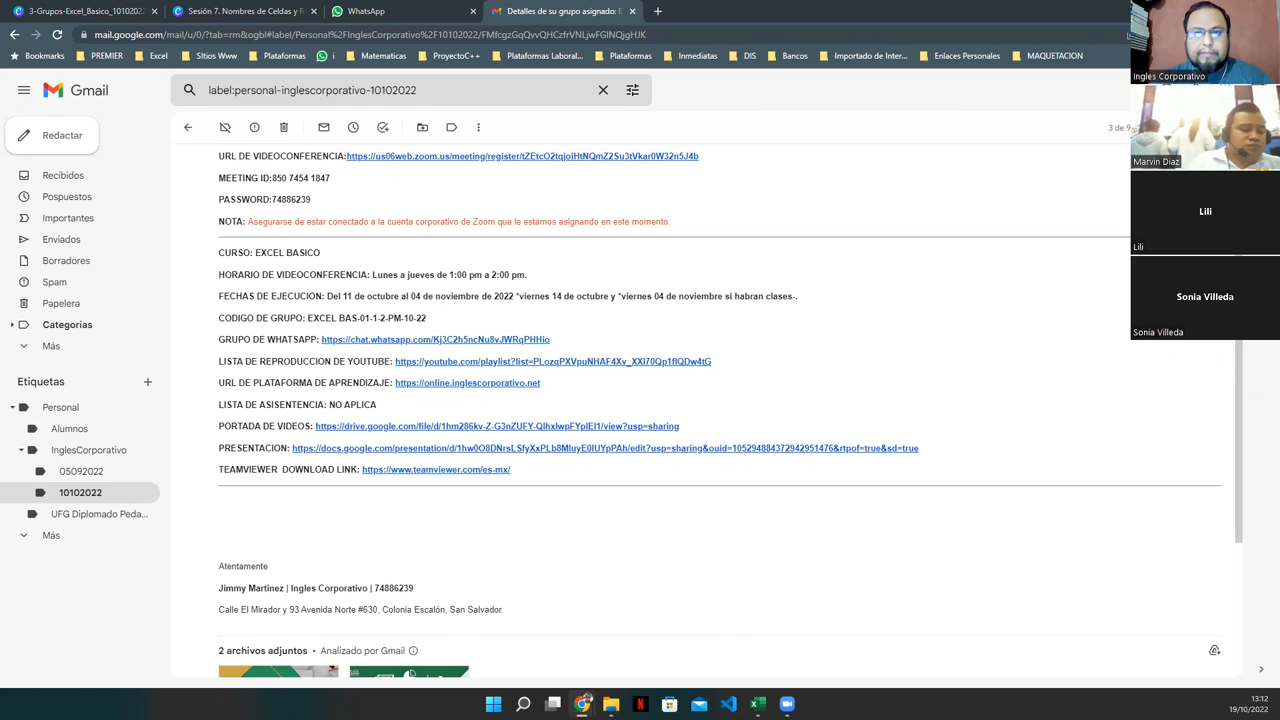 3-Grupos-Excel_Basico_10102022
Sesión 7. Nombres de Celdas y R
WhatsApp
Detalles de su grupo asignado: E
mail.google.com/mail/u/0/?tab=rm&ogbl#label/Personal%2FInglesCorporativo%2F10102022/FMfcgzGqQvvQHCzfrVNLjwFGlNQgjHJK
Bookmarks
PREMIER
Excel
Sitios Www
Plataformas
Personal i
Matematicas
ProyectoC++
Plataformas Laboral...
Plataformas
Inmediatas
DIS
Bancos
Importado de Inter...
Enlaces Personales
MAQUETACION
Gmail
label:personal-inglescorporativo-10102022
Redactar
3 de 9
Recibidos
Pospuestos
Importantes
Enviados
Borradores
Spam
Papelera
Categorías
Más
Etiquetas
Personal
Alumnos
InglesCorporativo
05092022
10102022
UFG Diplomado Peda...
Más
URL DE VIDEOCONFERENCIA:https://us06web.zoom.us/meeting/register/tZEtcO2tqjoiHtNQmZ2Su3tVkar0W32n5J4b
MEETING ID:850 7454 1847
PASSWORD:74886239
NOTA: Asegurarse de estar conectado a la cuenta corporativo de Zoom que le estamos asignando en este momento.
CURSO: EXCEL BASICO
HORARIO DE VIDEOCONFERENCIA: Lunes a jueves de 1:00 pm a 2:00 pm.
FECHAS DE EJECUCION: Del 11 de octubre al 04 de noviembre de 2022 *viernes 14 de octubre y *viernes 04 de noviembre si habran clases-.
CODIGO DE GRUPO: EXCEL BAS-01-1-2-PM-10-22
GRUPO DE WHATSAPP: https://chat.whatsapp.com/Kj3C2h5ncNu8vJWRqPHHio
LISTA DE REPRODUCCION DE YOUTUBE: https://youtube.com/playlist?list=PLozqPXVpuNHAF4Xv_XXI70Qp1flQDw4tG
URL DE PLATAFORMA DE APRENDIZAJE: https://online.inglescorporativo.net
LISTA DE ASISENTENCIA: NO APLICA
PORTADA DE VIDEOS: https://drive.google.com/file/d/1hm286kv-Z-G3nZUFY-QIhxlwpFYplEl1/view?usp=sharing
PRESENTACION: https://docs.google.com/presentation/d/1hw0O8DNrsLSfyXxPLb8MluyE0lUYpPAh/edit?usp=sharing&ouid=105294884372942951476&rtpof=true&sd=true
TEAMVIEWER DOWNLOAD LINK: https://www.teamviewer.com/es-mx/
Atentamente
Jimmy Martinez | Ingles Corporativo | 74886239
Calle El Mirador y 93 Avenida Norte #630, Colonia Escalón, San Salvador.
2 archivos adjuntos • Analizado por Gmail
Ingles Corporativo
Marvin Diaz
Lili
Lili
Sonia Villeda
Sonia Villeda
13:12
19/10/2022